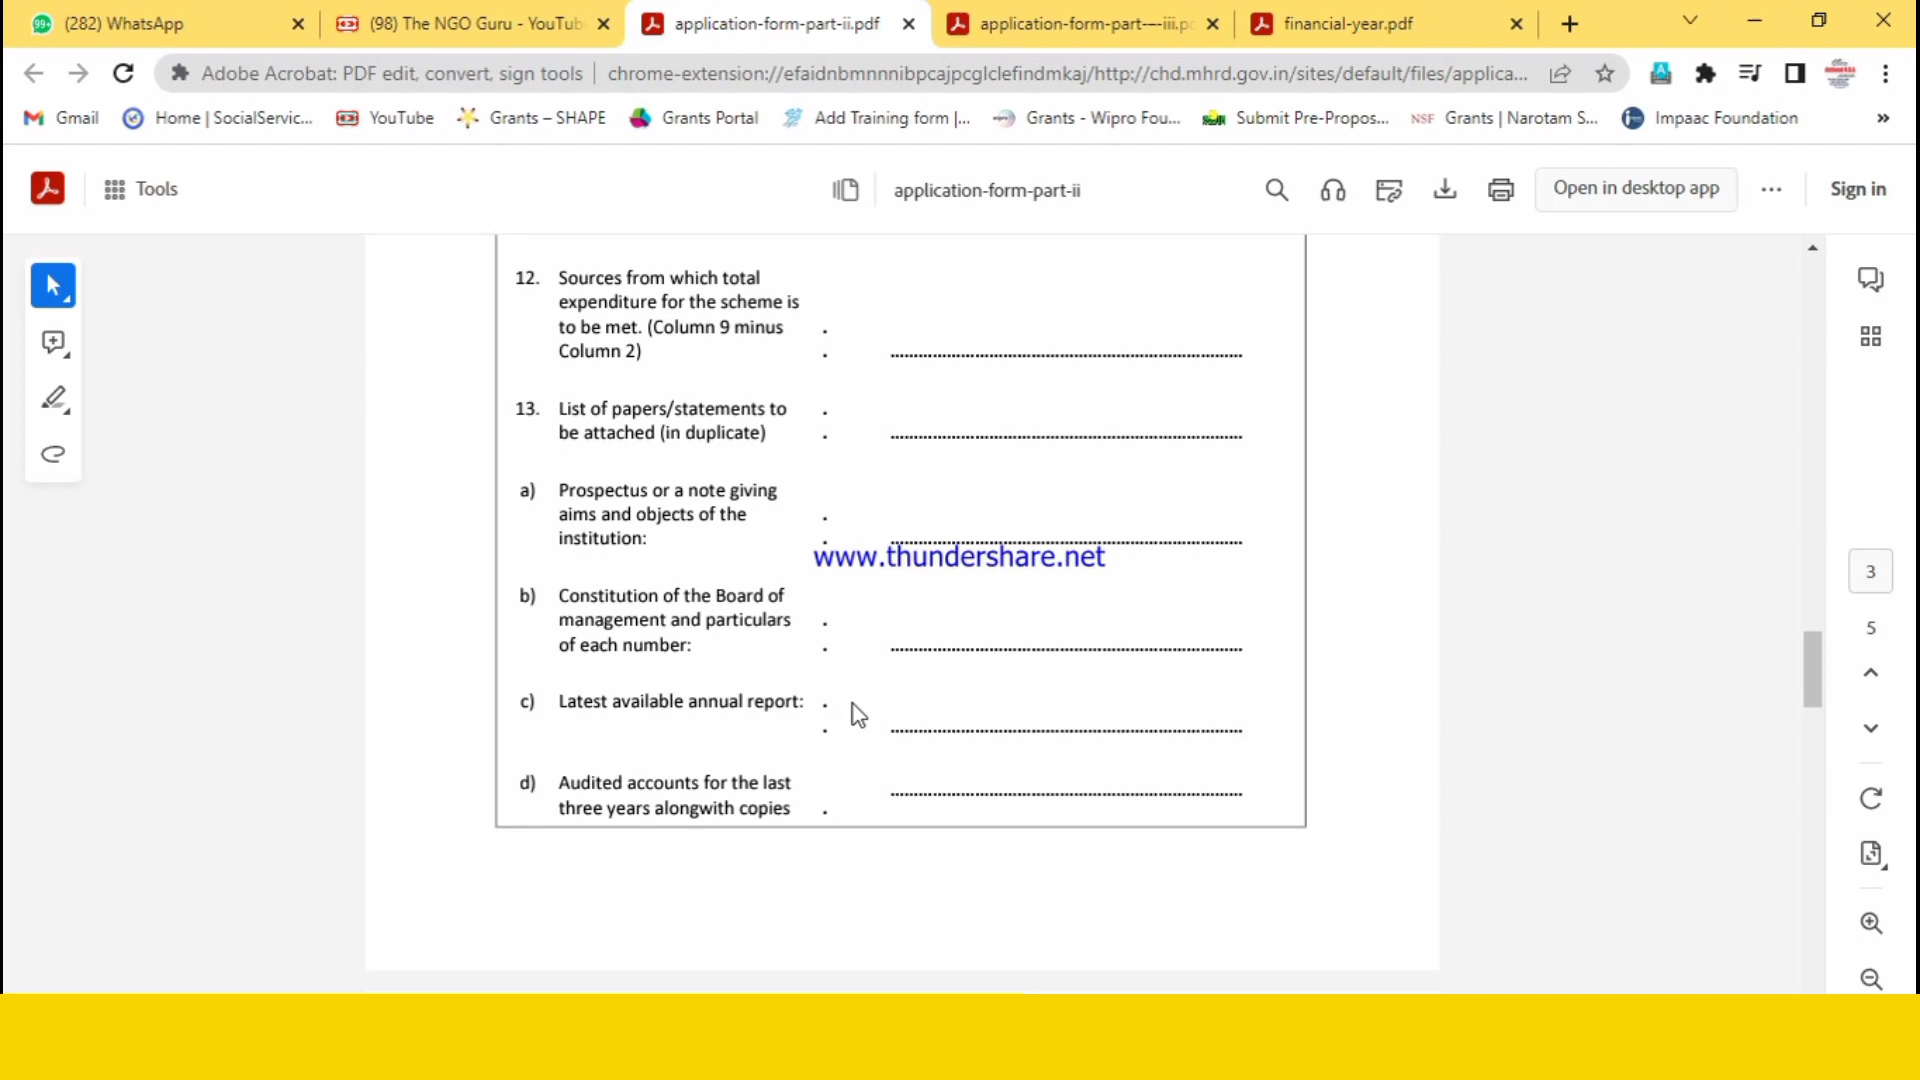 (282) WhatsApp
(98) The NGO Guru - YouTub
application-form-part-ii.pdf
application-form-part-–-iii.p
financial-year.pdf
Adobe Acrobat: PDF edit, convert, sign tools
chrome-extension://efaidnbmnnnibpcajpcglclefindmkaj/http://chd.mhrd.gov.in/sites/default/files/applica...
Gmail
Home | SocialServic...
YouTube
Grants – SHAPE
Grants Portal
Add Training form |...
Grants - Wipro Fou...
Submit Pre-Propos...
NSF Grants | Narotam S...
Impaac Foundation
»
Tools
application-form-part-ii
Open in desktop app
Sign in
12. Sources from which total
expenditure for the scheme is
to be met. (Column 9 minus
Column 2)
13. List of papers/statements to
be attached (in duplicate)
a) Prospectus or a note giving
aims and objects of the
institution:
www.thundershare.net
b) Constitution of the Board of
management and particulars
of each number:
c) Latest available annual report:
d) Audited accounts for the last
three years alongwith copies
3
5